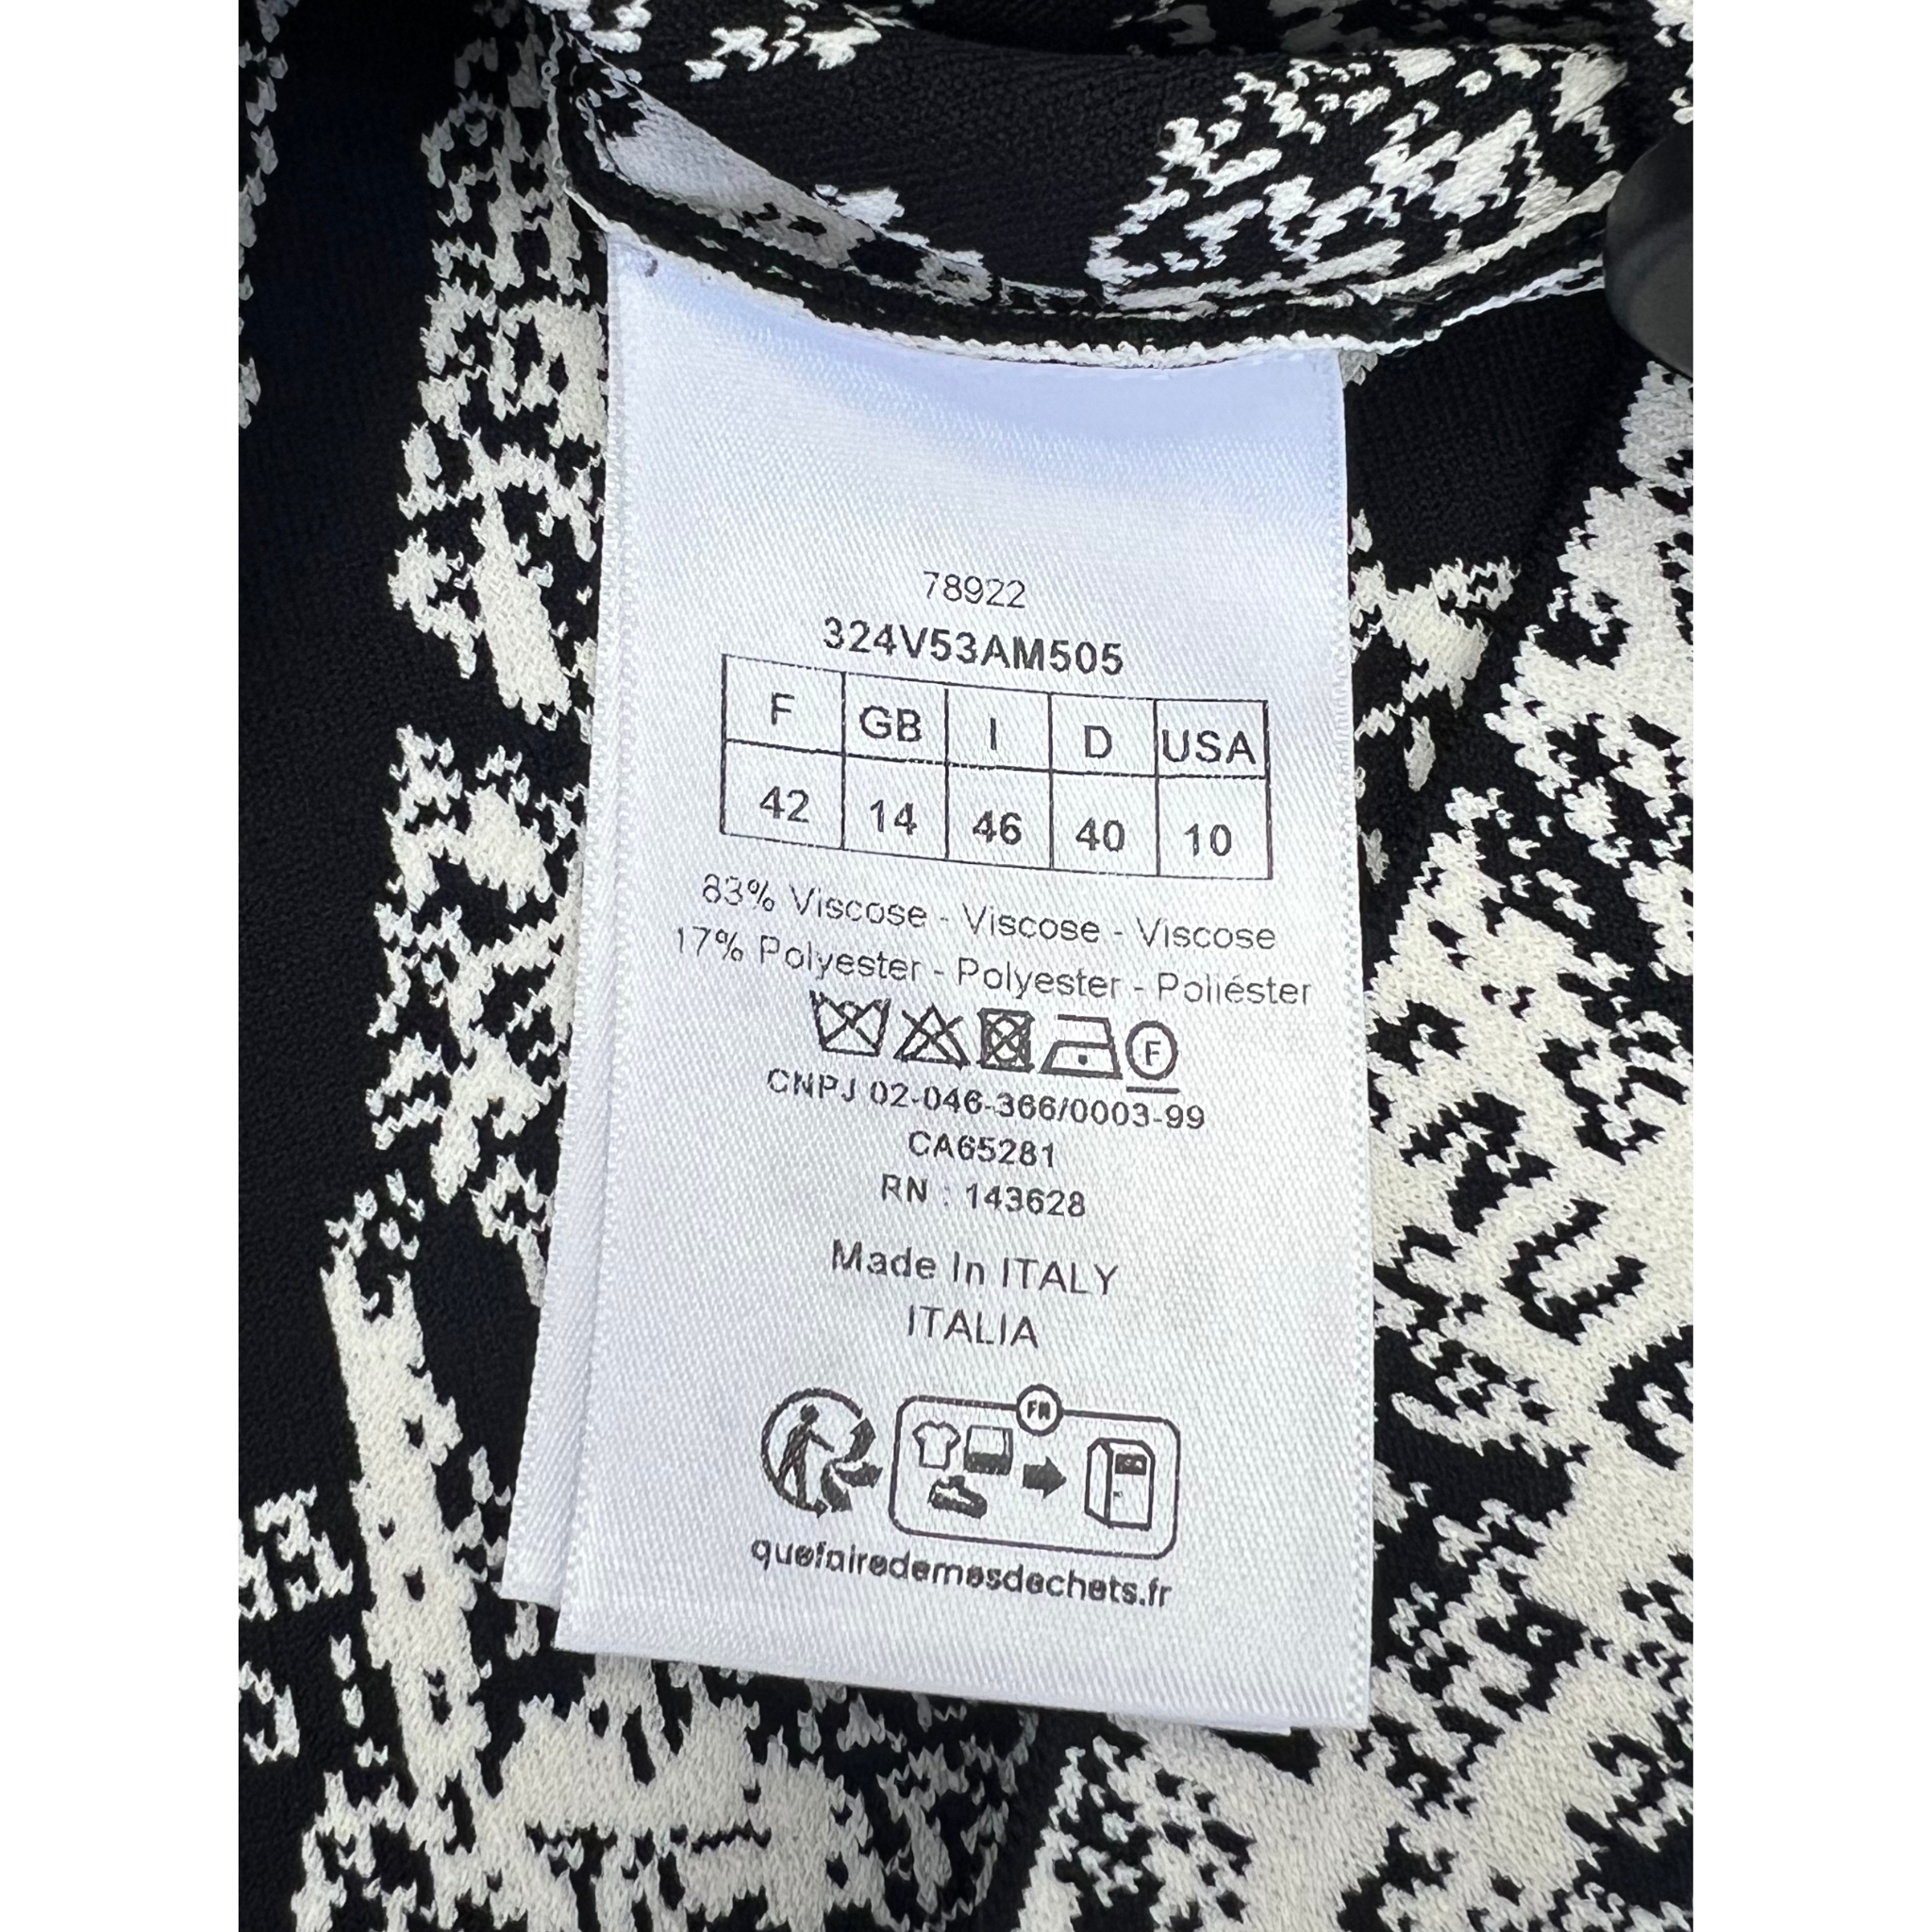 78922
324V53AM505
F GB I D USA
42 14 46 40 10
83% Viscose - Viscose - Viscose
17% Polyester - Polyester - Poliéster
F
CNPJ 02-046-366/0003-99
CA65281
RN : 143628
Made In ITALY
ITALIA
FR
quefairedemesdechets.fr